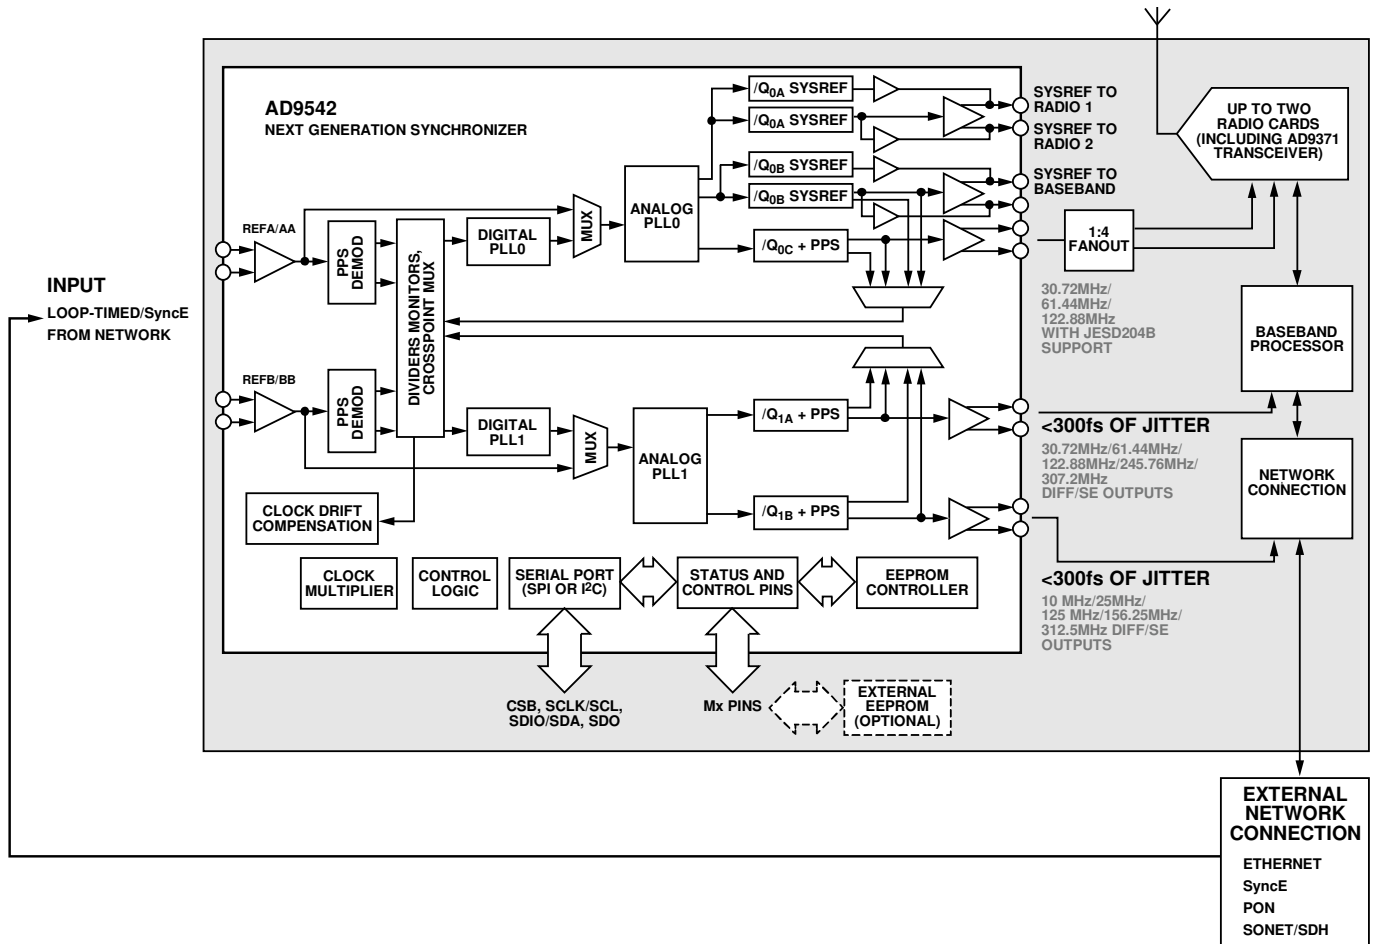 AD9542
NEXT GENERATION SYNCHRONIZER
/Q0A SYSREF
/Q0A SYSREF
/Q0B SYSREF
/Q0B SYSREF
/Q0C + PPS
SYSREF TO
RADIO 1
SYSREF TO
RADIO 2
SYSREF TO
BASEBAND
UP TO TWO
RADIO CARDS
(INCLUDING AD9371
TRANSCEIVER)
1:4
FANOUT
30.72MHz/
61.44MHz/
122.88MHz
WITH JESD204B
SUPPORT
BASEBAND
PROCESSOR
INPUT
LOOP-TIMED/SyncE
FROM NETWORK
REFA/AA
PPS
DEMOD
DIVIDERS MONITORS,
CROSSPOINT MUX
DIGITAL
PLL0
MUX
ANALOG
PLL0
REFB/BB
PPS
DEMOD
DIGITAL
PLL1
MUX
ANALOG
PLL1
/Q1A + PPS
/Q1B + PPS
<300fs OF JITTER
30.72MHz/61.44MHz/
122.88MHz/245.76MHz/
307.2MHz
DIFF/SE OUTPUTS
NETWORK
CONNECTION
<300fs OF JITTER
10 MHz/25MHz/
125 MHz/156.25MHz/
312.5MHz DIFF/SE
OUTPUTS
CLOCK DRIFT
COMPENSATION
CLOCK
MULTIPLIER
CONTROL
LOGIC
SERIAL PORT
(SPI OR I2C)
STATUS AND
CONTROL PINS
EEPROM
CONTROLLER
CSB, SCLK/SCL,
SDIO/SDA, SDO
Mx PINS
EXTERNAL
EEPROM
(OPTIONAL)
EXTERNAL
NETWORK
CONNECTION
ETHERNET
SyncE
PON
SONET/SDH